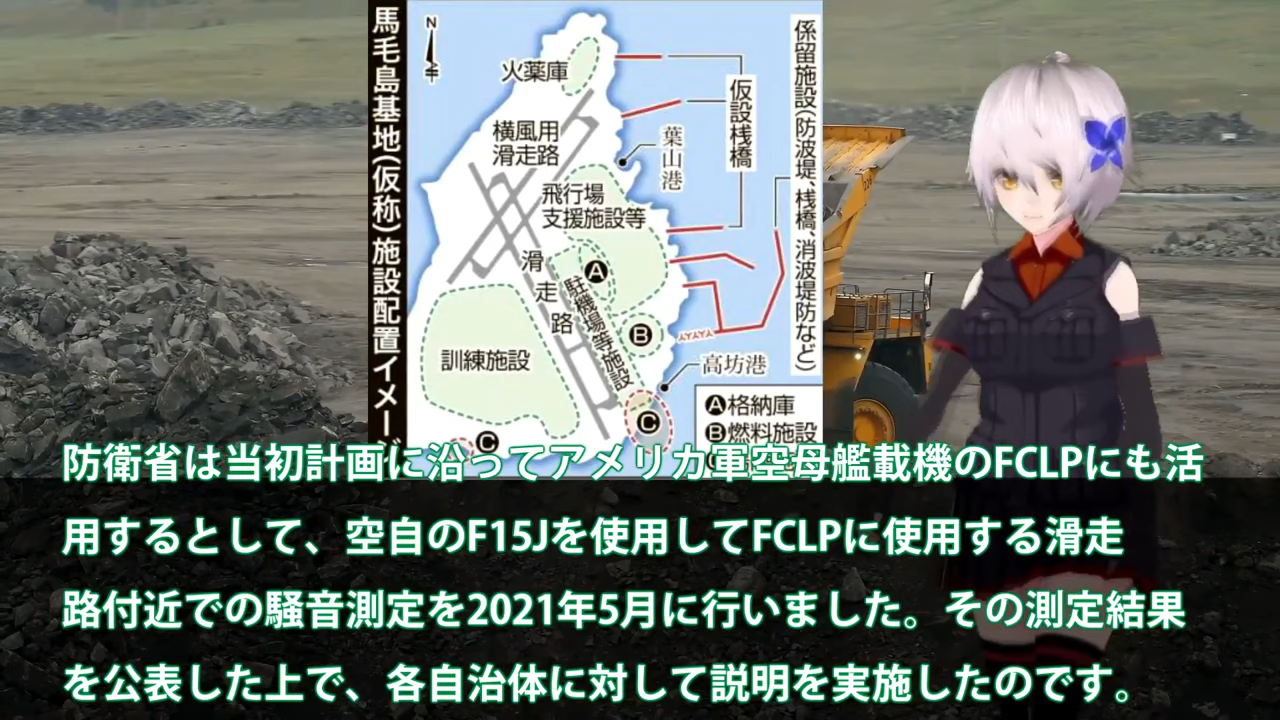 馬毛島基地(仮称)施設配置イメージ
N
火薬庫
横風用
滑走路
飛行場
支援施設等
滑走路
A
駐機場等施設
B
訓練施設
C
C
葉山港
仮設桟橋
係留施設(防波堤、桟橋、消波堤防など)
高坊港
A格納庫
B燃料施設
防衛省は当初計画に沿ってアメリカ軍空母艦載機のFCLPにも活
用するとして、空自のF15Jを使用してFCLPに使用する滑走
路付近での騒音測定を2021年5月に行いました。その測定結果
を公表した上で、各自治体に対して説明を実施したのです。